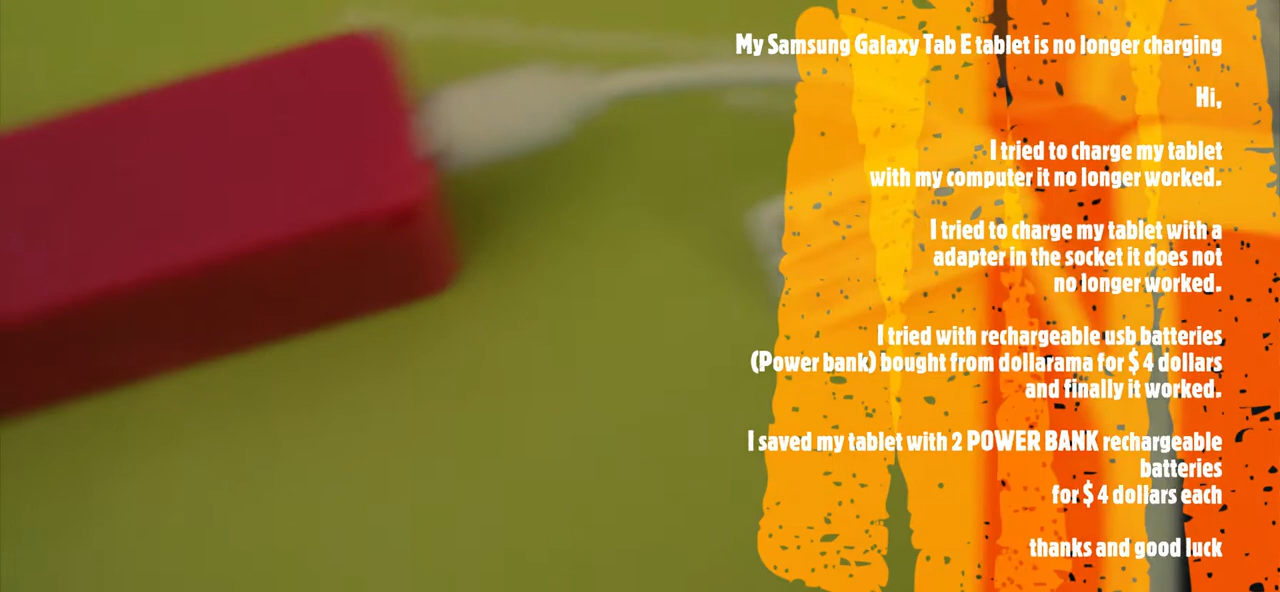 My Samsung Galaxy Tab E tablet is no longer charging
Hi,
I tried to charge my tablet
with my computer it no longer worked.
I tried to charge my tablet with a
adapter in the socket it does not
no longer worked.
I tried with rechargeable usb batteries
(Power bank) bought from dollarama for $ 4 dollars
and finally it worked.
I saved my tablet with 2 POWER BANK rechargeable
batteries
for $ 4 dollars each
thanks and good luck